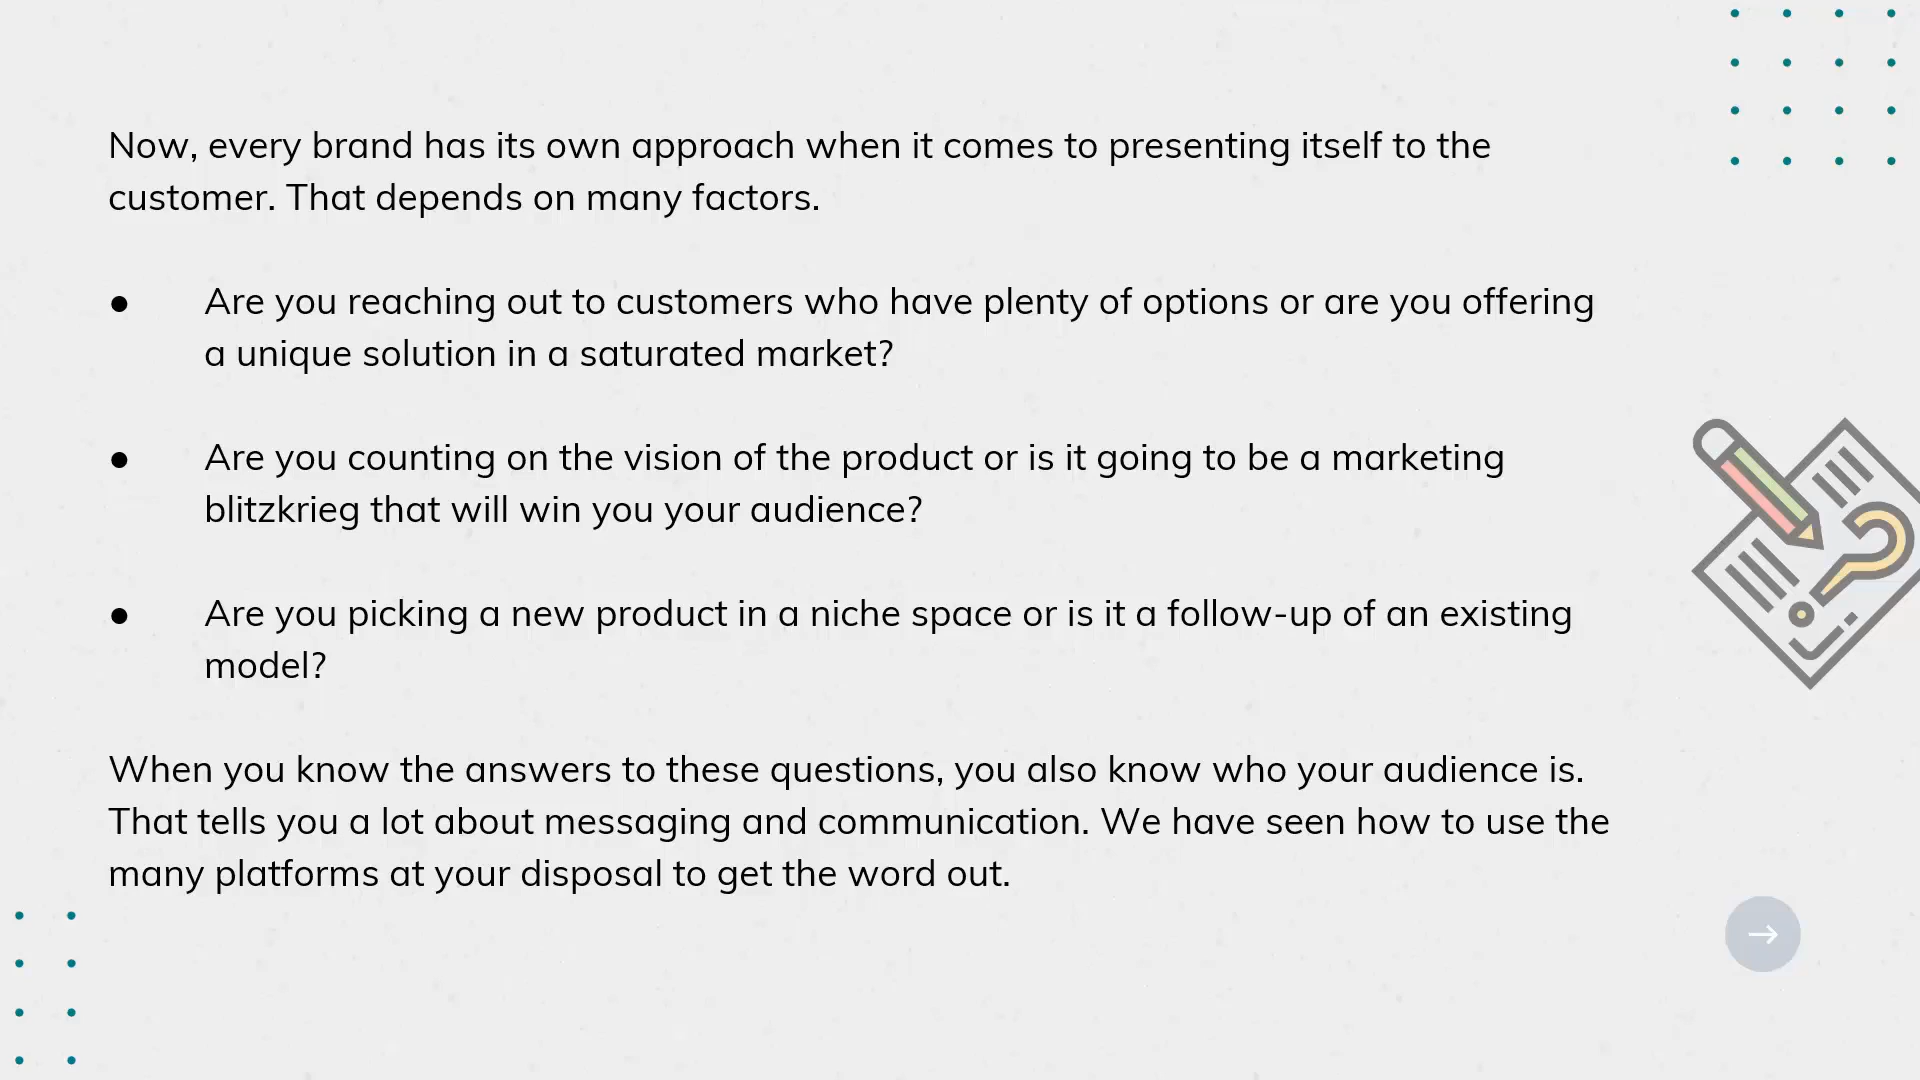 Now, every brand has its own approach when it comes to presenting itself to the
customer. That depends on many factors.
● Are you reaching out to customers who have plenty of options or are you offering
a unique solution in a saturated market?
● Are you counting on the vision of the product or is it going to be a marketing
blitzkrieg that will win you your audience?
● Are you picking a new product in a niche space or is it a follow-up of an existing
model?
When you know the answers to these questions, you also know who your audience is.
That tells you a lot about messaging and communication. We have seen how to use the
many platforms at your disposal to get the word out.